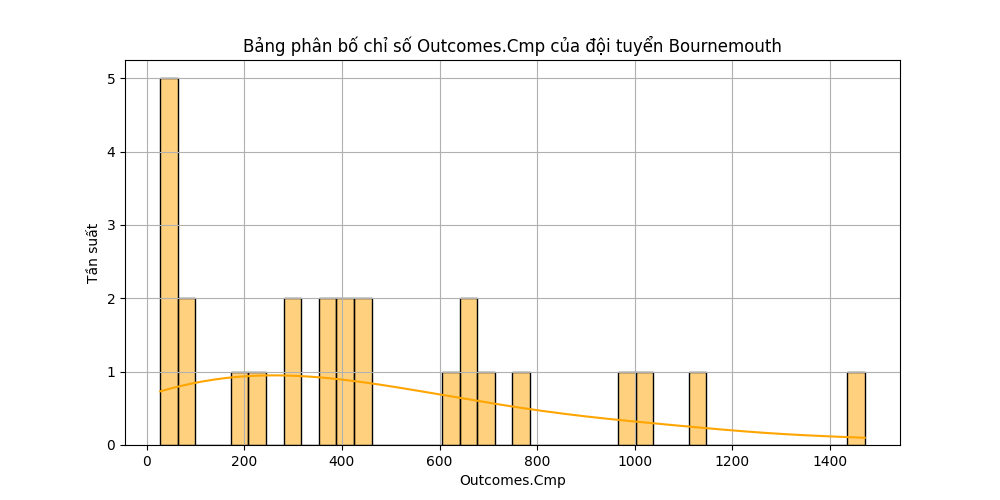 Bảng phân bố chỉ số Outcomes.Cmp của đội tuyển Bournemouth
5
4
3
2
1
0
Tần suất
0 200 400 600 800 1000 1200 1400
Outcomes.Cmp